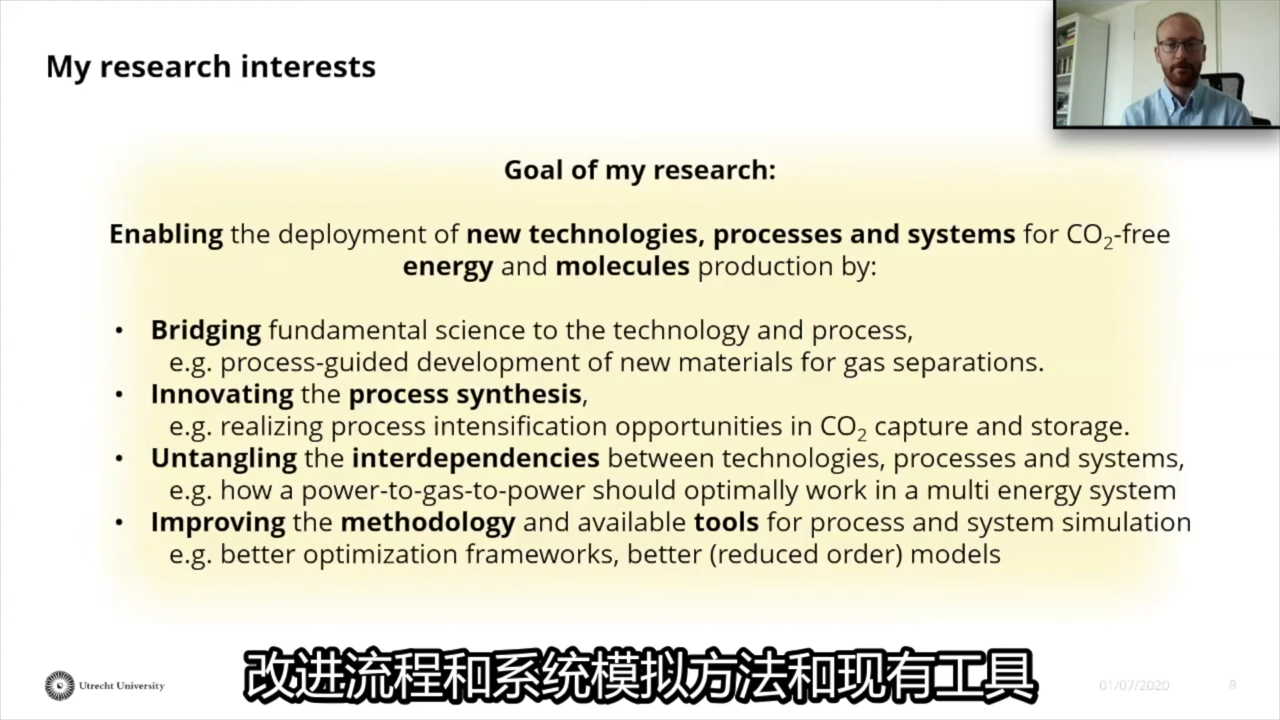 My research interests
Goal of my research:
Enabling the deployment of new technologies, processes and systems for CO₂-free
energy and molecules production by:
• Bridging fundamental science to the technology and process,
e.g. process-guided development of new materials for gas separations.
• Innovating the process synthesis,
e.g. realizing process intensification opportunities in CO₂ capture and storage.
• Untangling the interdependencies between technologies, processes and systems,
e.g. how a power-to-gas-to-power should optimally work in a multi energy system
• Improving the methodology and available tools for process and system simulation
e.g. better optimization frameworks, better (reduced order) models
改进流程和系统模拟方法和现有工具
Utrecht University
01/07/2020